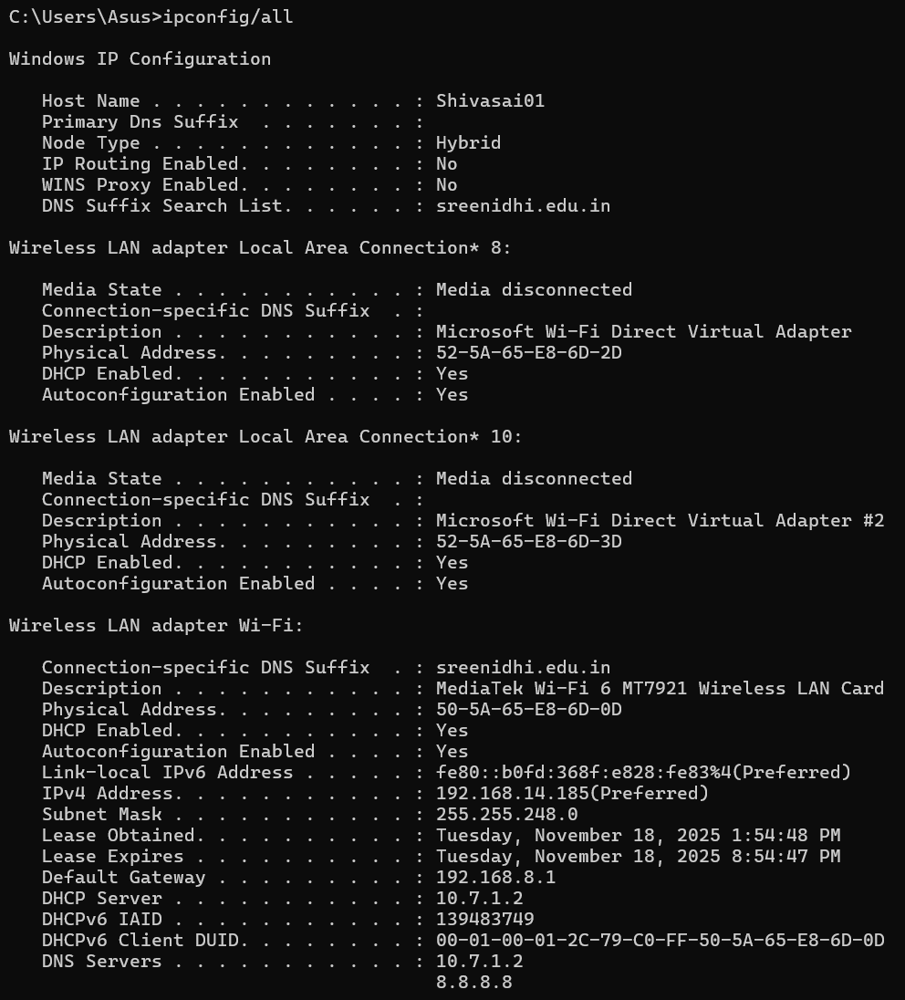 C:\Users\Asus>ipconfig/all
Windows IP Configuration
Host Name . . . . . . . . . . . . : Shivasai01
Primary Dns Suffix  . . . . . . . :
Node Type . . . . . . . . . . . . : Hybrid
IP Routing Enabled. . . . . . . . : No
WINS Proxy Enabled. . . . . . . . : No
DNS Suffix Search List. . . . . . : sreenidhi.edu.in
Wireless LAN adapter Local Area Connection* 8:
Media State . . . . . . . . . . . : Media disconnected
Connection-specific DNS Suffix  . :
Description . . . . . . . . . . . : Microsoft Wi-Fi Direct Virtual Adapter
Physical Address. . . . . . . . . : 52-5A-65-E8-6D-2D
DHCP Enabled. . . . . . . . . . . : Yes
Autoconfiguration Enabled . . . . : Yes
Wireless LAN adapter Local Area Connection* 10:
Media State . . . . . . . . . . . : Media disconnected
Connection-specific DNS Suffix  . :
Description . . . . . . . . . . . : Microsoft Wi-Fi Direct Virtual Adapter #2
Physical Address. . . . . . . . . : 52-5A-65-E8-6D-3D
DHCP Enabled. . . . . . . . . . . : Yes
Autoconfiguration Enabled . . . . : Yes
Wireless LAN adapter Wi-Fi:
Connection-specific DNS Suffix  . : sreenidhi.edu.in
Description . . . . . . . . . . . : MediaTek Wi-Fi 6 MT7921 Wireless LAN Card
Physical Address. . . . . . . . . : 50-5A-65-E8-6D-0D
DHCP Enabled. . . . . . . . . . . : Yes
Autoconfiguration Enabled . . . . : Yes
Link-local IPv6 Address . . . . . : fe80::b0fd:368f:e828:fe83%4(Preferred)
IPv4 Address. . . . . . . . . . . : 192.168.14.185(Preferred)
Subnet Mask . . . . . . . . . . . : 255.255.248.0
Lease Obtained. . . . . . . . . . : Tuesday, November 18, 2025 1:54:48 PM
Lease Expires . . . . . . . . . . : Tuesday, November 18, 2025 8:54:47 PM
Default Gateway . . . . . . . . . : 192.168.8.1
DHCP Server . . . . . . . . . . . : 10.7.1.2
DHCPv6 IAID . . . . . . . . . . . : 139483749
DHCPv6 Client DUID. . . . . . . . : 00-01-00-01-2C-79-C0-FF-50-5A-65-E8-6D-0D
DNS Servers . . . . . . . . . . . : 10.7.1.2
8.8.8.8